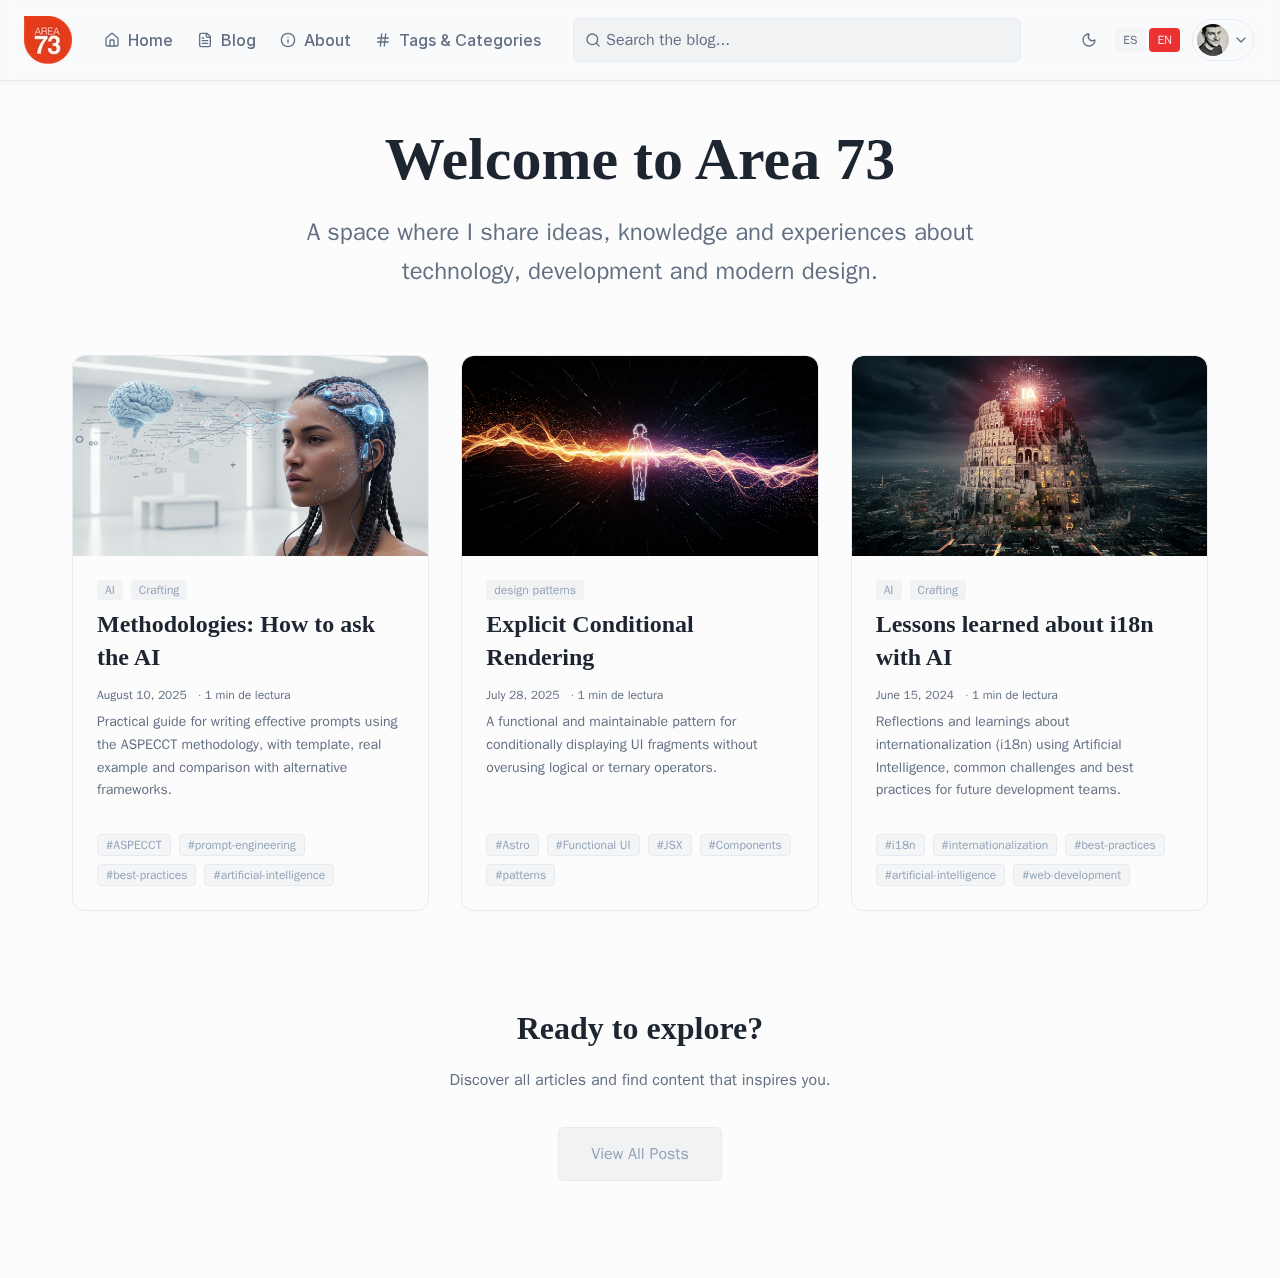 AREA
73
Home
Blog
About
Tags & Categories
Search the blog...
ES
EN
Welcome to Area 73
A space where I share ideas, knowledge and experiences about
technology, development and modern design.
IA
AI
Crafting
Methodologies: How to ask
the AI
August 10, 2025 · 1 min de lectura
Practical guide for writing effective prompts using
the ASPECCT methodology, with template, real
example and comparison with alternative
frameworks.
#ASPECCT
#prompt-engineering
#best-practices
#artificial-intelligence
design patterns
Explicit Conditional
Rendering
July 28, 2025 · 1 min de lectura
A functional and maintainable pattern for
conditionally displaying UI fragments without
overusing logical or ternary operators.
#Astro
#Functional UI
#JSX
#Components
#patterns
AI
Crafting
Lessons learned about i18n
with AI
June 15, 2024 · 1 min de lectura
Reflections and learnings about
internationalization (i18n) using Artificial
Intelligence, common challenges and best
practices for future development teams.
#i18n
#internationalization
#best-practices
#artificial-intelligence
#web-development
Ready to explore?
Discover all articles and find content that inspires you.
View All Posts